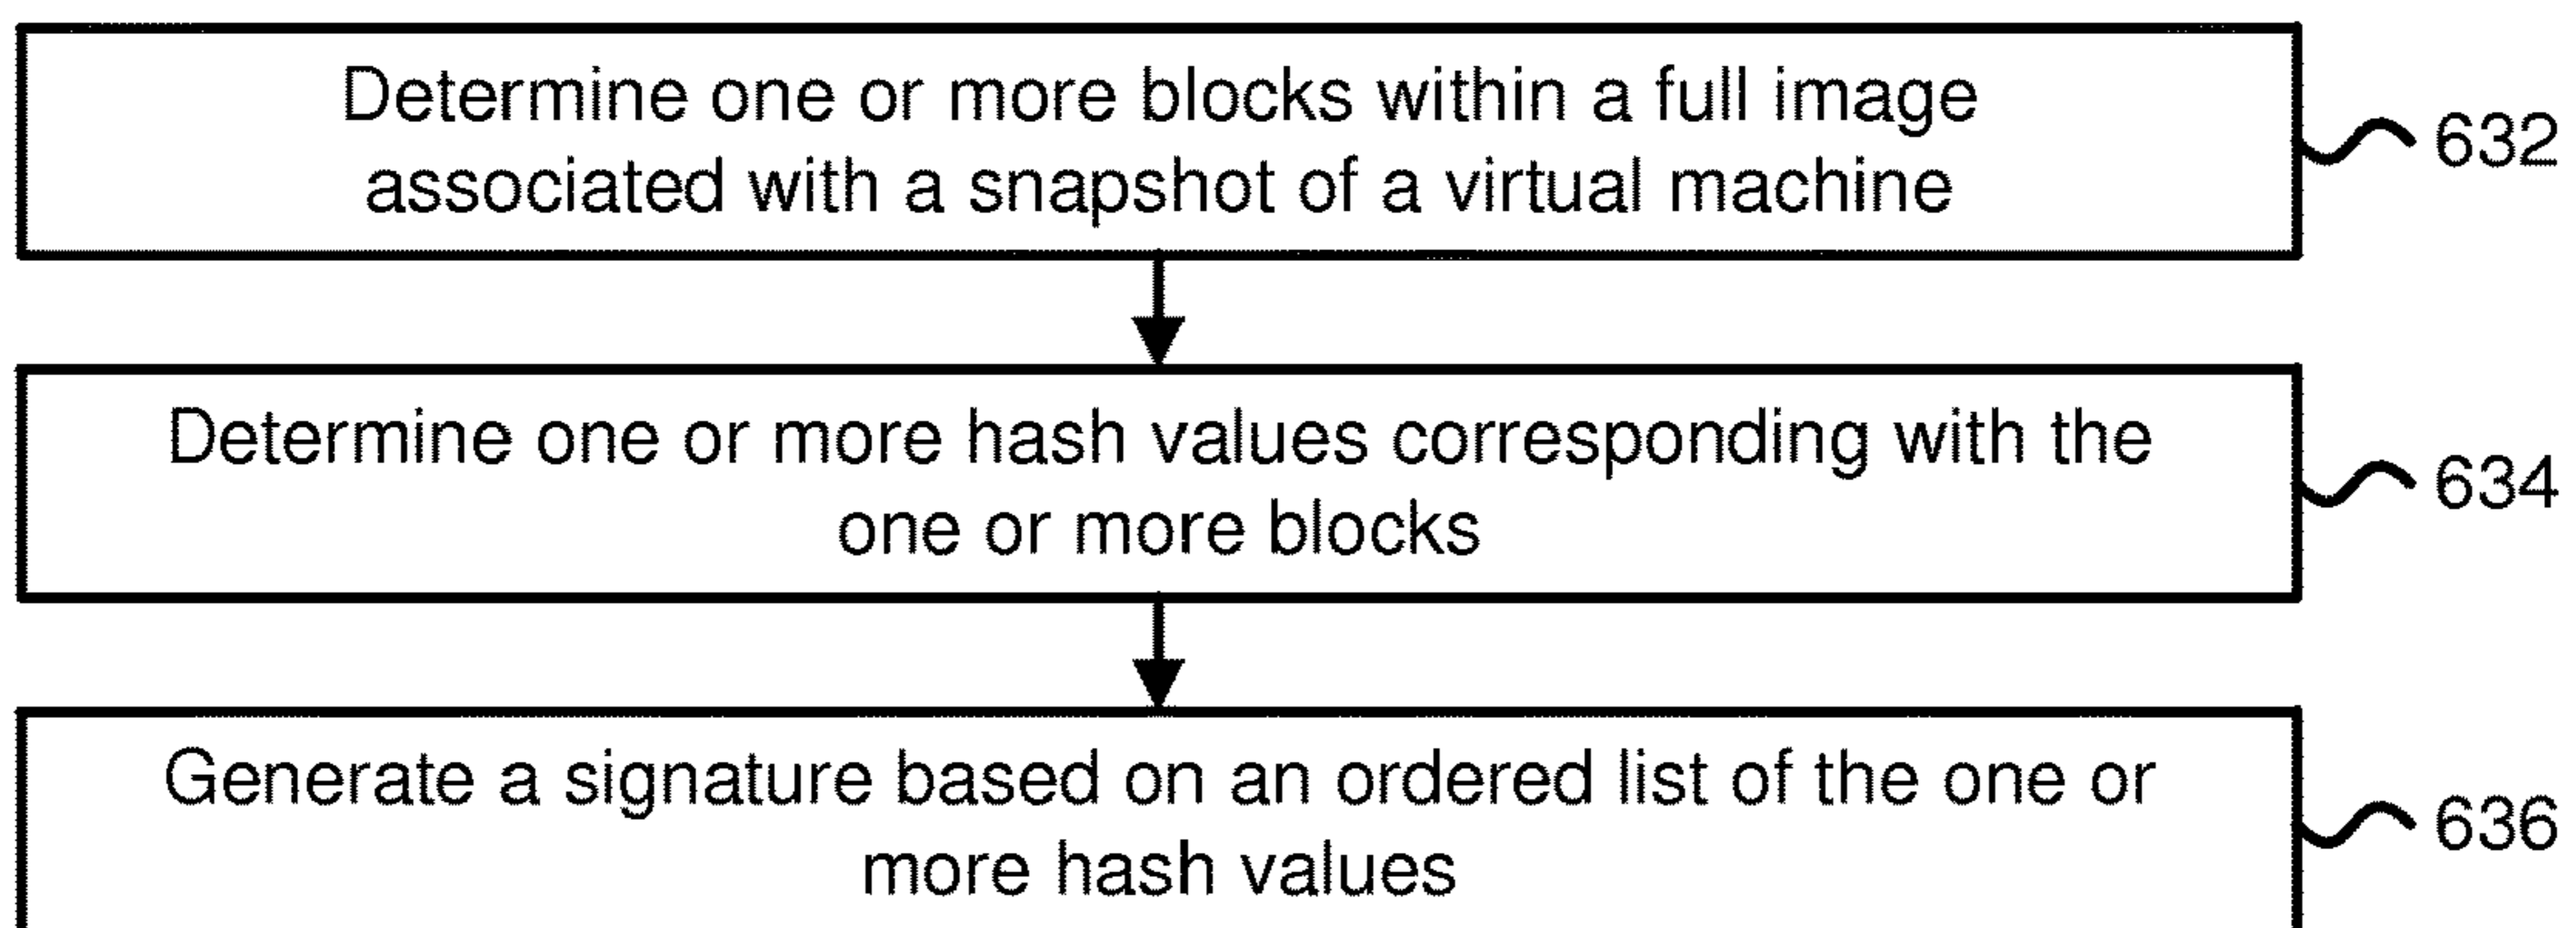 Determine one or more blocks within a full image
associated with a snapshot of a virtual machine
632
Determine one or more hash values corresponding with the
one or more blocks
634
Generate a signature based on an ordered list of the one or
more hash values
636